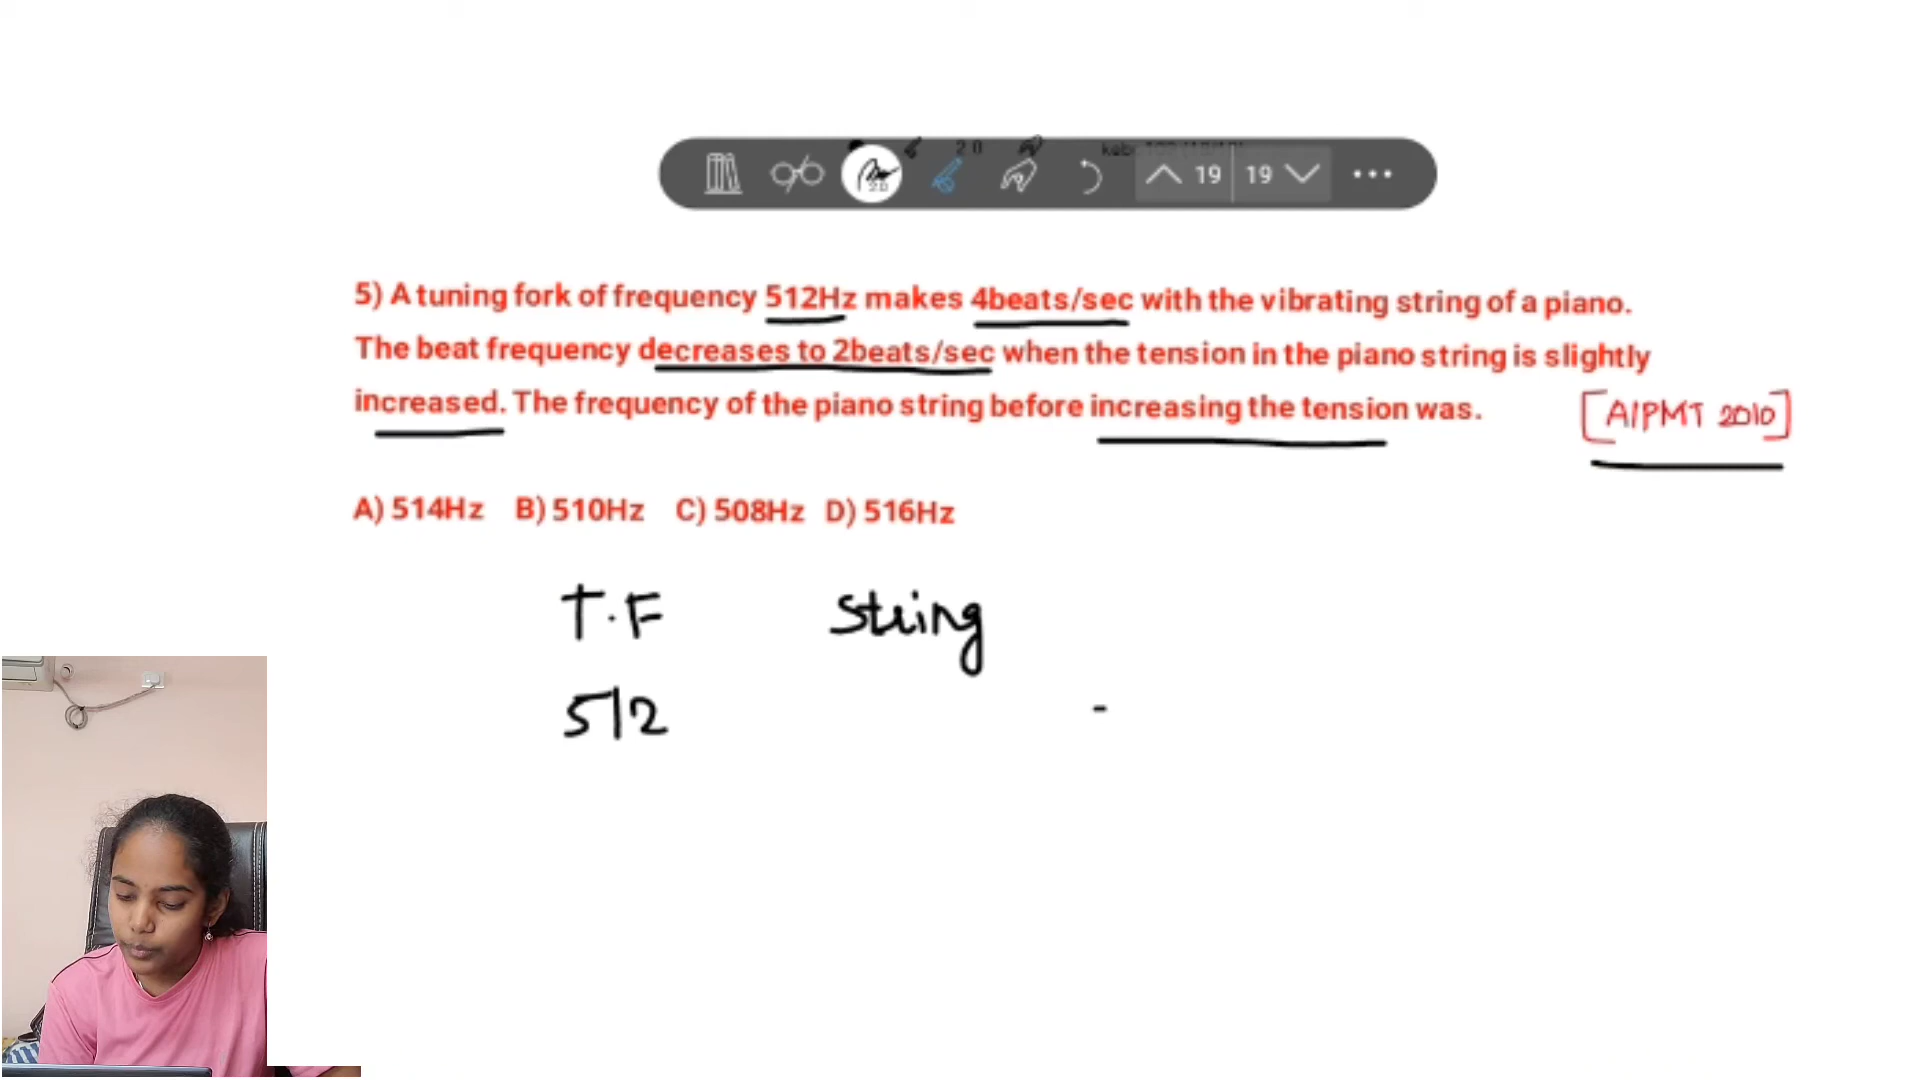 19 19
5) A tuning fork of frequency 512Hz makes 4beats/sec with the vibrating string of a piano.
The beat frequency decreases to 2beats/sec when the tension in the piano string is slightly
increased. The frequency of the piano string before increasing the tension was.
[AIPMT 2010]
A) 514Hz B) 510Hz C) 508Hz D) 516Hz
T.F String
512 -